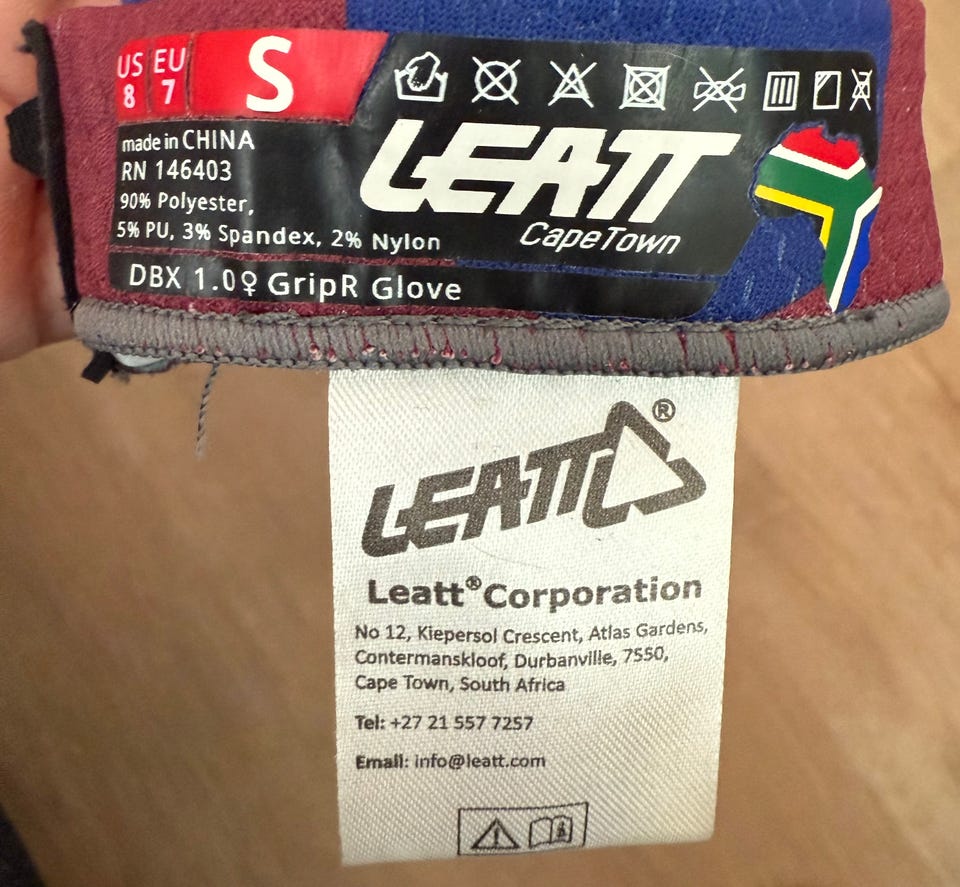 US EU S
8 7
made in CHINA
RN 146403
90% Polyester,
5% PU, 3% Spandex, 2% Nylon
LEATT
Cape Town
DBX 1.0♀ GripR Glove
LEATT®
Leatt® Corporation
No 12, Kiepersol Crescent, Atlas Gardens,
Contermanskloof, Durbanville, 7550,
Cape Town, South Africa
Tel: +27 21 557 7257
Email: info@leatt.com